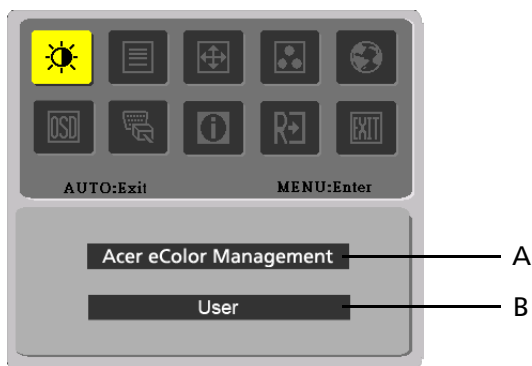 OSD
i
R
EXIT
AUTO:Exit MENU:Enter
Acer eColor Management A
User B